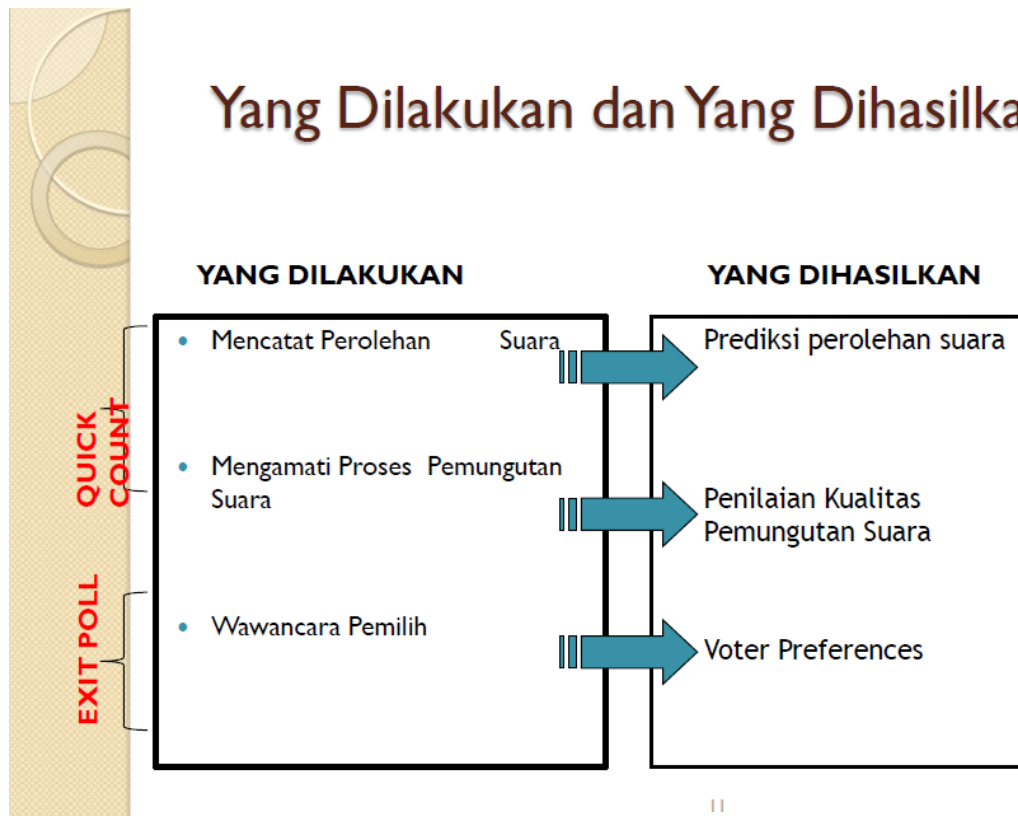 Yang Dilakukan dan Yang Dihasilka
YANG DILAKUKAN
YANG DIHASILKAN
QUICK
COUNT
• Mencatat Perolehan Suara
Prediksi perolehan suara
• Mengamati Proses Pemungutan
Suara
Penilaian Kualitas
Pemungutan Suara
EXIT POLL
• Wawancara Pemilih
Voter Preferences
11